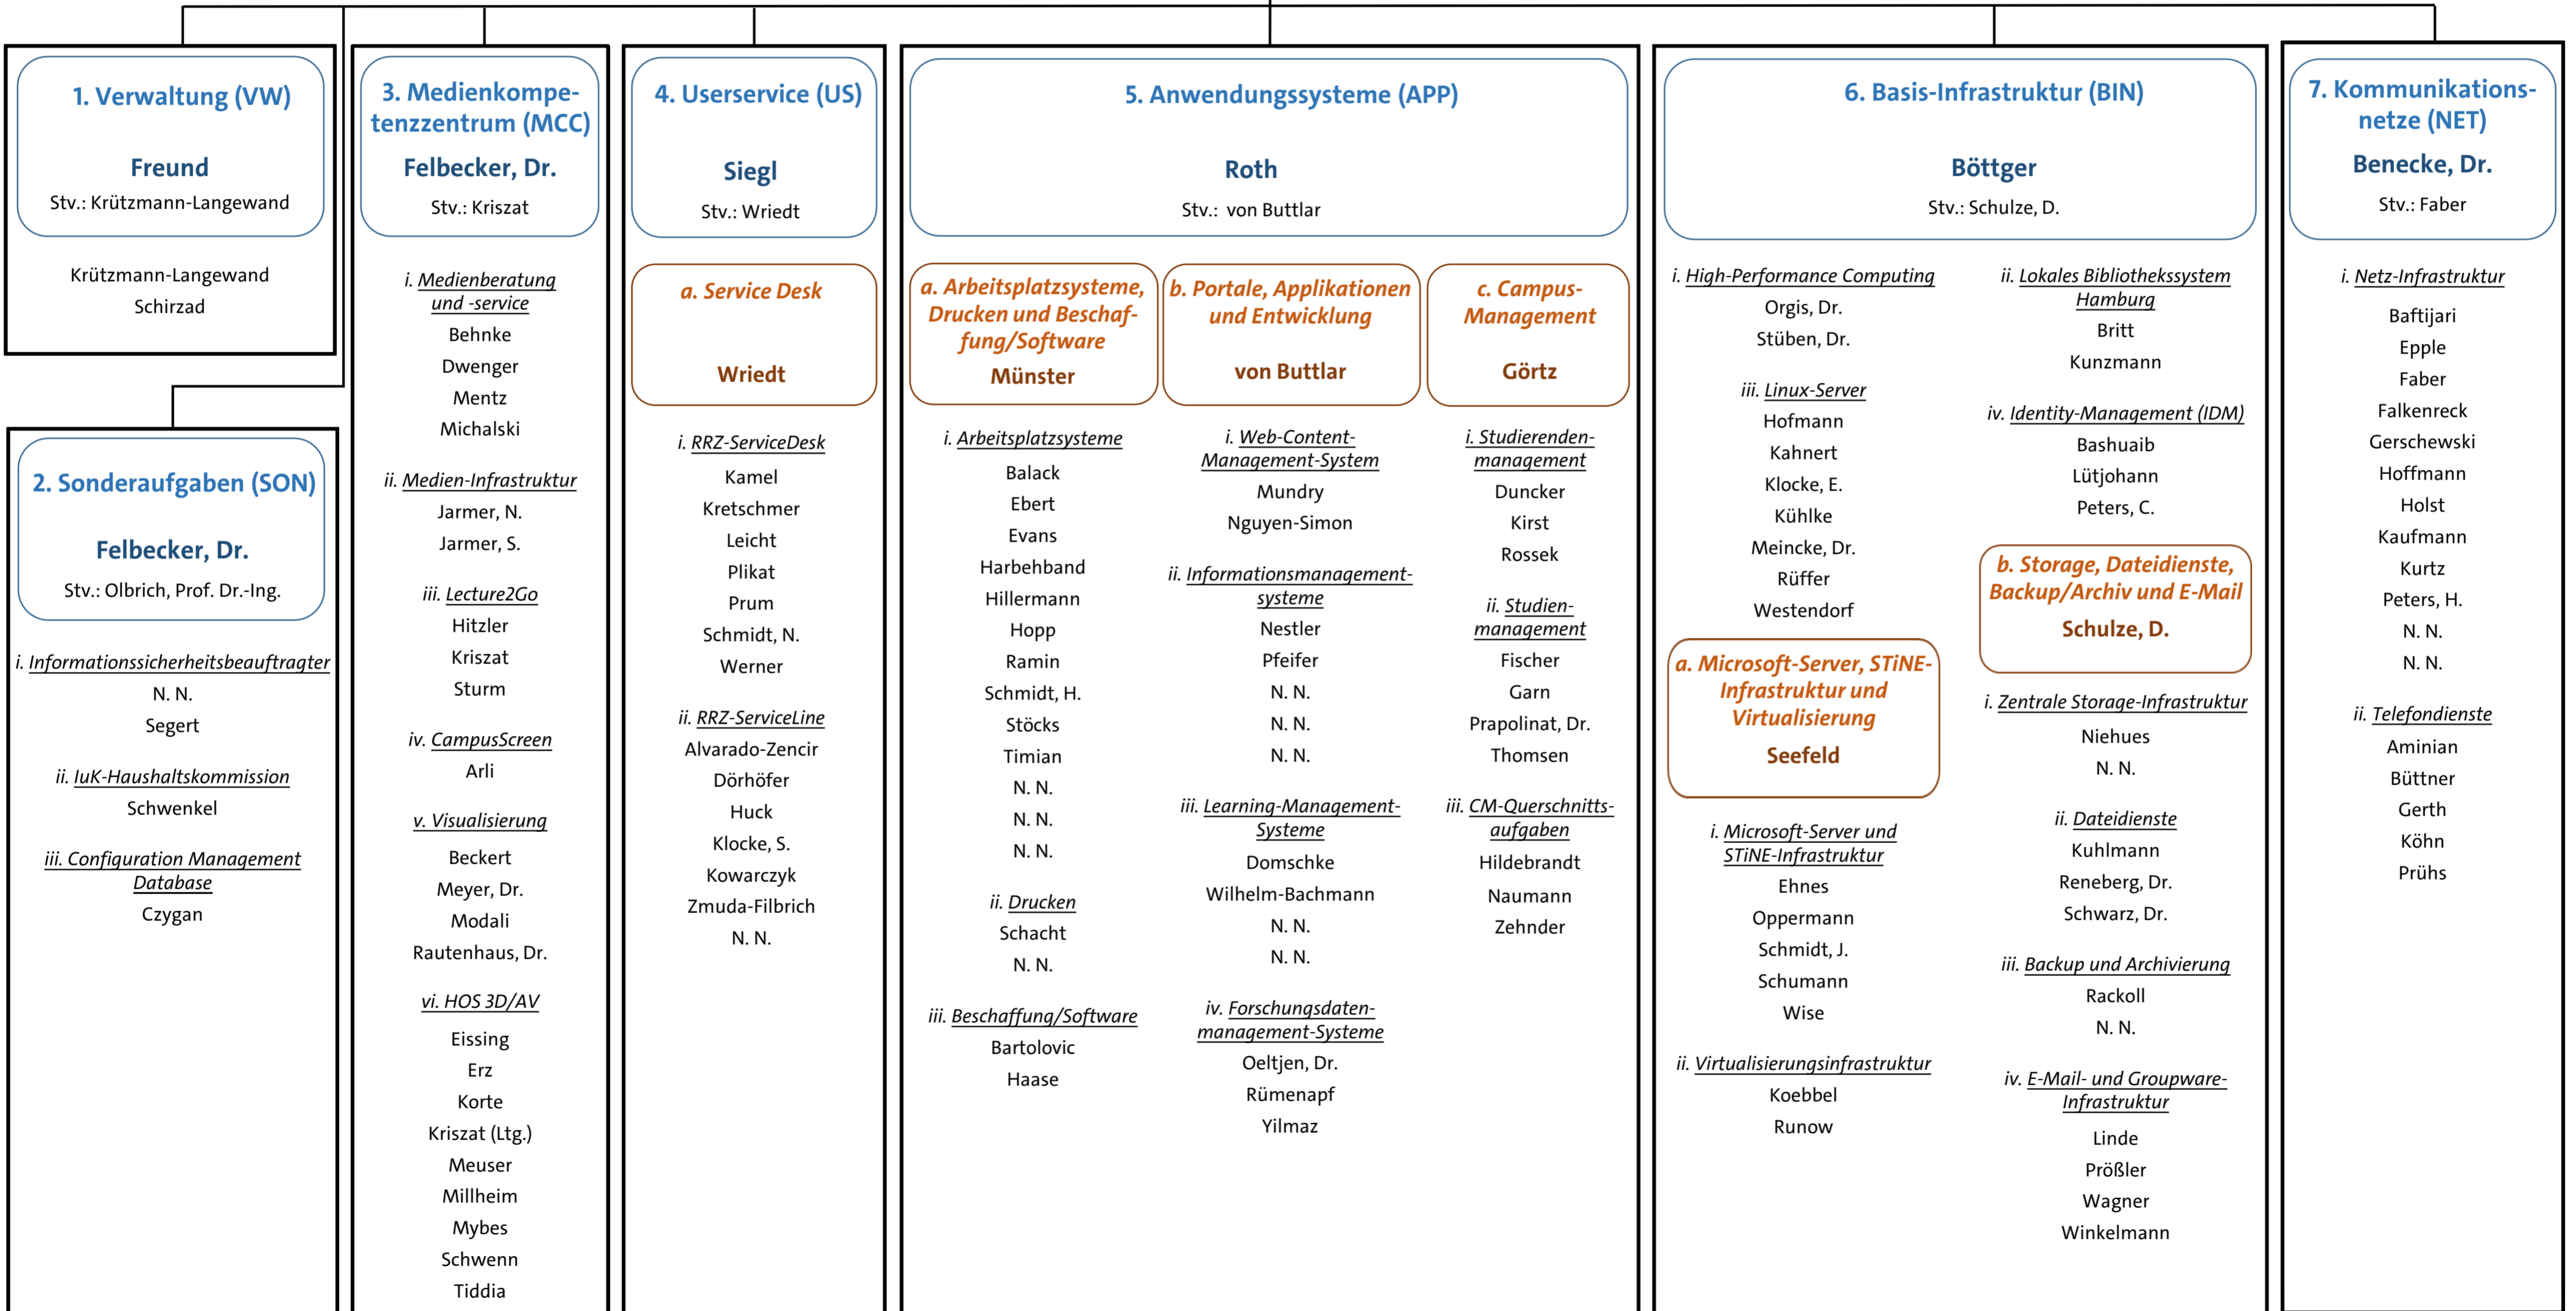 1. Verwaltung (VW)
Freund
Stv.: Krützmann-Langewand
Krützmann-Langewand
Schirzad
2. Sonderaufgaben (SON)
Felbecker, Dr.
Stv.: Olbrich, Prof. Dr.-Ing.
i. Informationssicherheitsbeauftragter
N. N.
Segert
ii. IuK-Haushaltskommission
Schwenkel
iii. Configuration Management
Database
Czygan
3. Medienkompe-
tenzzentrum (MCC)
Felbecker, Dr.
Stv.: Kriszat
i. Medienberatung
und -service
Behnke
Dwenger
Mentz
Michalski
ii. Medien-Infrastruktur
Jarmer, N.
Jarmer, S.
iii. Lecture2Go
Hitzler
Kriszat
Sturm
iv. CampusScreen
Arli
v. Visualisierung
Beckert
Meyer, Dr.
Modali
Rautenhaus, Dr.
vi. HOS 3D/AV
Eissing
Erz
Korte
Kriszat (Ltg.)
Meuser
Millheim
Mybes
Schwenn
Tiddia
4. Userservice (US)
Siegl
Stv.: Wriedt
a. Service Desk
Wriedt
i. RRZ-ServiceDesk
Kamel
Kretschmer
Leicht
Plikat
Prum
Schmidt, N.
Werner
ii. RRZ-ServiceLine
Alvarado-Zencir
Dörhöfer
Huck
Klocke, S.
Kowarczyk
Zmuda-Filbrich
N. N.
5. Anwendungssysteme (APP)
Roth
Stv.: von Buttlar
a. Arbeitsplatzsysteme,
Drucken und Beschaf-
fung/Software
Münster
i. Arbeitsplatzsysteme
Balack
Ebert
Evans
Harbehband
Hillermann
Hopp
Ramin
Schmidt, H.
Stöcks
Timian
N. N.
N. N.
N. N.
ii. Drucken
Schacht
N. N.
iii. Beschaffung/Software
Bartolovic
Haase
b. Portale, Applikationen
und Entwicklung
von Buttlar
i. Web-Content-
Management-System
Mundry
Nguyen-Simon
ii. Informationsmanagement-
systeme
Nestler
Pfeifer
N. N.
N. N.
N. N.
iii. Learning-Management-
Systeme
Domschke
Wilhelm-Bachmann
N. N.
N. N.
iv. Forschungsdaten-
management-Systeme
Oeltjen, Dr.
Rümenapf
Yilmaz
c. Campus-
Management
Görtz
i. Studierenden-
management
Duncker
Kirst
Rossek
ii. Studien-
management
Fischer
Garn
Prapolinat, Dr.
Thomsen
iii. CM-Querschnitts-
aufgaben
Hildebrandt
Naumann
Zehnder
6. Basis-Infrastruktur (BIN)
Böttger
Stv.: Schulze, D.
i. High-Performance Computing
Orgis, Dr.
Stüben, Dr.
iii. Linux-Server
Hofmann
Kahnert
Klocke, E.
Kühlke
Meincke, Dr.
Rüffer
Westendorf
a. Microsoft-Server, STiNE-
Infrastruktur und
Virtualisierung
Seefeld
i. Microsoft-Server und
STiNE-Infrastruktur
Ehnes
Oppermann
Schmidt, J.
Schumann
Wise
ii. Virtualisierungsinfrastruktur
Koebbel
Runow
ii. Lokales Bibliothekssystem
Hamburg
Britt
Kunzmann
iv. Identity-Management (IDM)
Bashuaib
Lütjohann
Peters, C.
b. Storage, Dateidienste,
Backup/Archiv und E-Mail
Schulze, D.
i. Zentrale Storage-Infrastruktur
Niehues
N. N.
ii. Dateidienste
Kuhlmann
Reneberg, Dr.
Schwarz, Dr.
iii. Backup und Archivierung
Rackoll
N. N.
iv. E-Mail- und Groupware-
Infrastruktur
Linde
Prößler
Wagner
Winkelmann
7. Kommunikations-
netze (NET)
Benecke, Dr.
Stv.: Faber
i. Netz-Infrastruktur
Baftijari
Epple
Faber
Falkenreck
Gerschewski
Hoffmann
Holst
Kaufmann
Kurtz
Peters, H.
N. N.
N. N.
ii. Telefondienste
Aminian
Büttner
Gerth
Köhn
Prühs